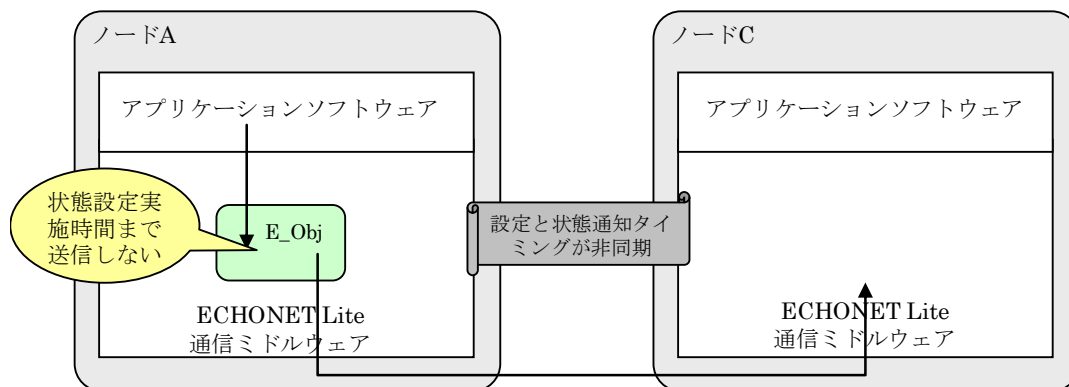 ノードA
アプリケーションソフトウェア
状態設定実
施時間まで
送信しない
E_Obj
ECHONET Lite
通信ミドルウェア
設定と状態通知タイ
ミングが非同期
ノードC
アプリケーションソフトウェア
ECHONET Lite
通信ミドルウェア